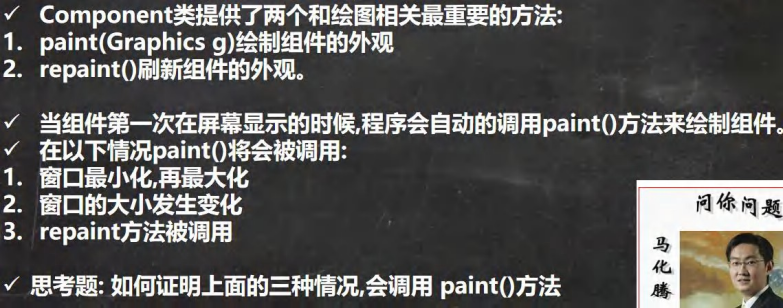 ✓ Component类提供了两个和绘图相关最重要的方法:
1. paint(Graphics g)绘制组件的外观
2. repaint()刷新组件的外观。
✓ 当组件第一次在屏幕显示的时候,程序会自动的调用paint()方法来绘制组件。
✓ 在以下情况paint()将会被调用:
1. 窗口最小化,再最大化
2. 窗口的大小发生变化
3. repaint方法被调用
✓ 思考题: 如何证明上面的三种情况,会调用 paint()方法
问你问题
马化腾